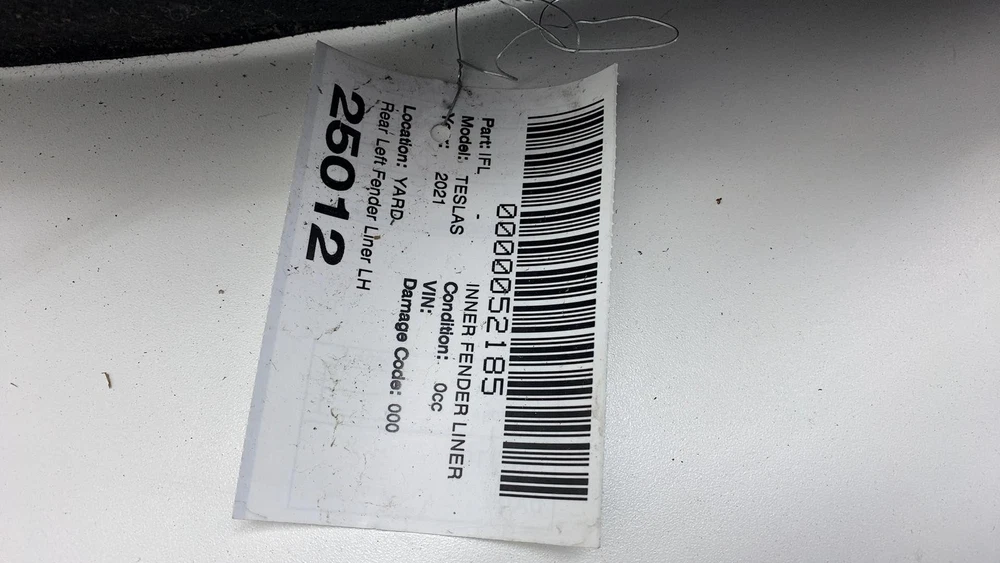 0000052185
Part: IFL - INNER FENDER LINER
Model: TESLAS Condition: 0cc
2021 VIN:
Location: YARD Damage Code: 000
Rear Left Fender Liner LH
25012